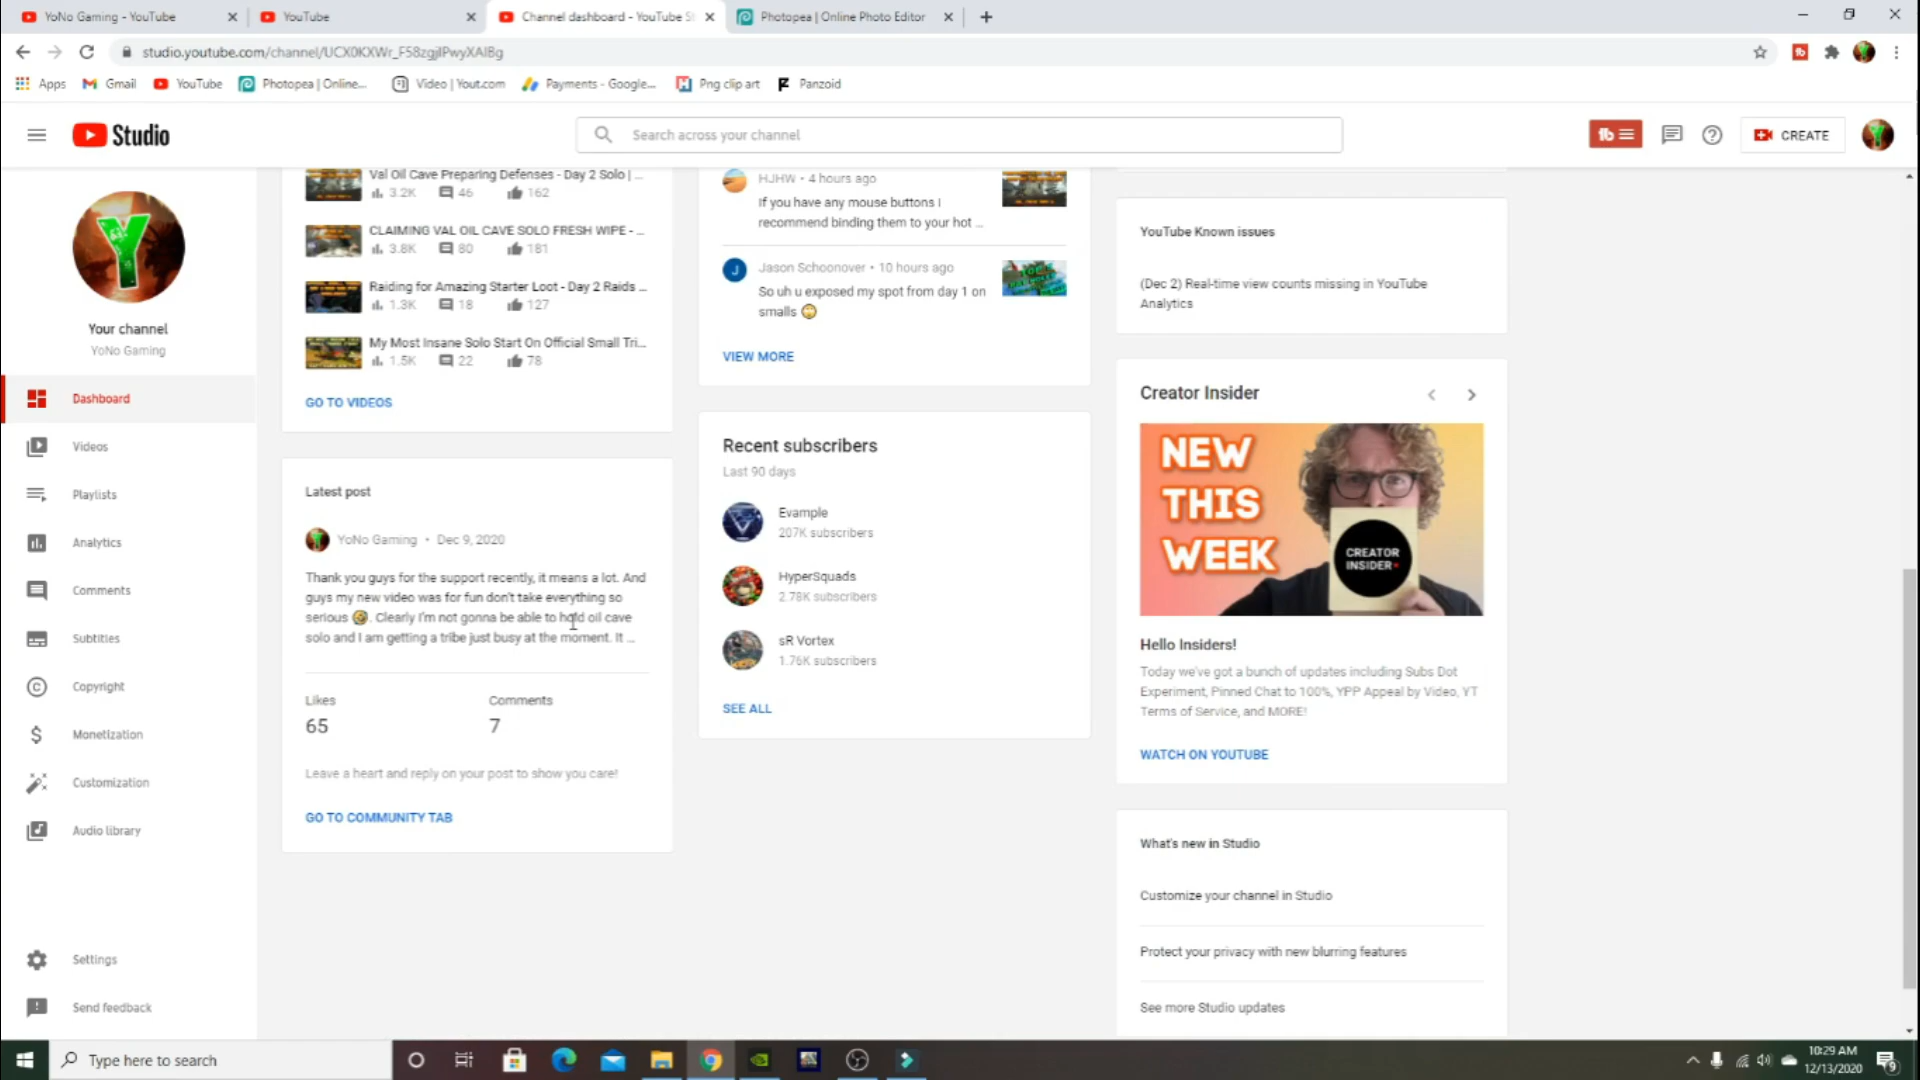 YoNo Gaming - YouTube
YouTube
Channel dashboard - YouTube S
Photopea | Online Photo Editor
studio.youtube.com/channel/UCX0KXWr_F58zgjlPwyXAlBg
Apps
Gmail
YouTube
Photopea | Online...
Video | Yout.com
Payments - Google...
Png clip art
Panzoid
Studio
Search across your channel
CREATE
Your channel
YoNo Gaming
Dashboard
Videos
Playlists
Analytics
Comments
Subtitles
Copyright
Monetization
Customization
Audio library
Settings
Send feedback
Val Oil Cave Preparing Defenses - Day 2 Solo | ...
3.2K 46 162
CLAIMING VAL OIL CAVE SOLO FRESH WIPE - ...
3.8K 80 181
Raiding for Amazing Starter Loot - Day 2 Raids ...
1.3K 18 127
My Most Insane Solo Start On Official Small Tri...
1.5K 22 78
GO TO VIDEOS
Latest post
YoNo Gaming • Dec 9, 2020
Thank you guys for the support recently, it means a lot. And
guys my new video was for fun don't take everything so
serious 🤣. Clearly I'm not gonna be able to hold oil cave
solo and I am getting a tribe just busy at the moment. It ...
Likes Comments
65 7
Leave a heart and reply on your post to show you care!
GO TO COMMUNITY TAB
HJHW • 4 hours ago
If you have any mouse buttons I
recommend binding them to your hot ...
J
Jason Schoonover • 10 hours ago
So uh u exposed my spot from day 1 on
smalls
VIEW MORE
Recent subscribers
Last 90 days
Evample
207K subscribers
HyperSquads
2.78K subscribers
sR Vortex
1.76K subscribers
SEE ALL
YouTube Known issues
(Dec 2) Real-time view counts missing in YouTube
Analytics
Creator Insider
NEW
THIS
WEEK
CREATOR
INSIDER
Hello Insiders!
Today we've got a bunch of updates including Subs Dot
Experiment, Pinned Chat to 100%, YPP Appeal by Video, YT
Terms of Service, and MORE!
WATCH ON YOUTUBE
What's new in Studio
Customize your channel in Studio
Protect your privacy with new blurring features
See more Studio updates
Type here to search
10:29 AM
12/13/2020
9